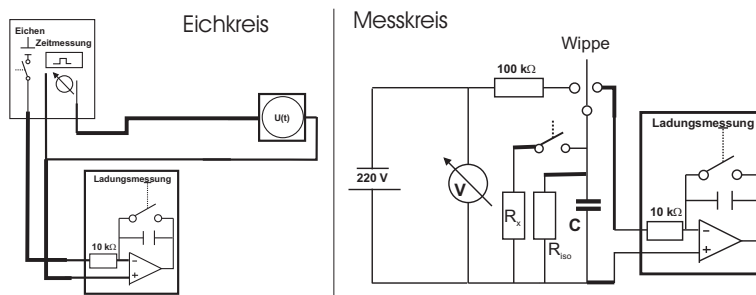 Eichkreis
Eichen
Zeitmessung
U(t)
Ladungsmessung
10 kΩ
−
+
Messkreis
Wippe
100 kΩ
220 V
V
Rx
Riso
C
Ladungsmessung
10 kΩ
−
+